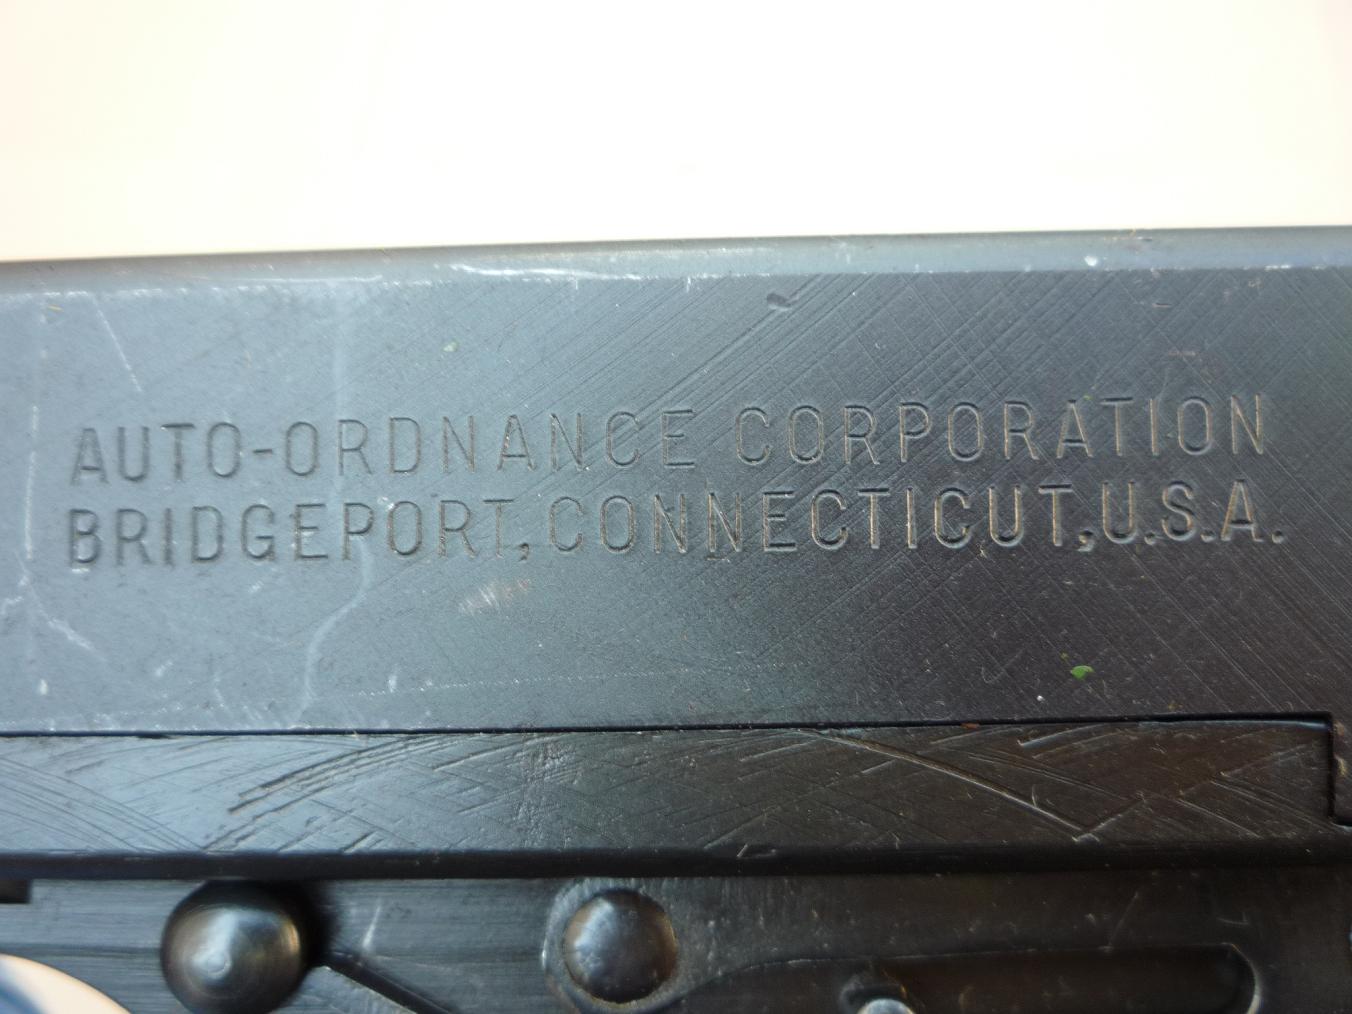 AUTO-ORDNANCE CORPORATION
BRIDGEPORT, CONNECTICUT, U.S.A.